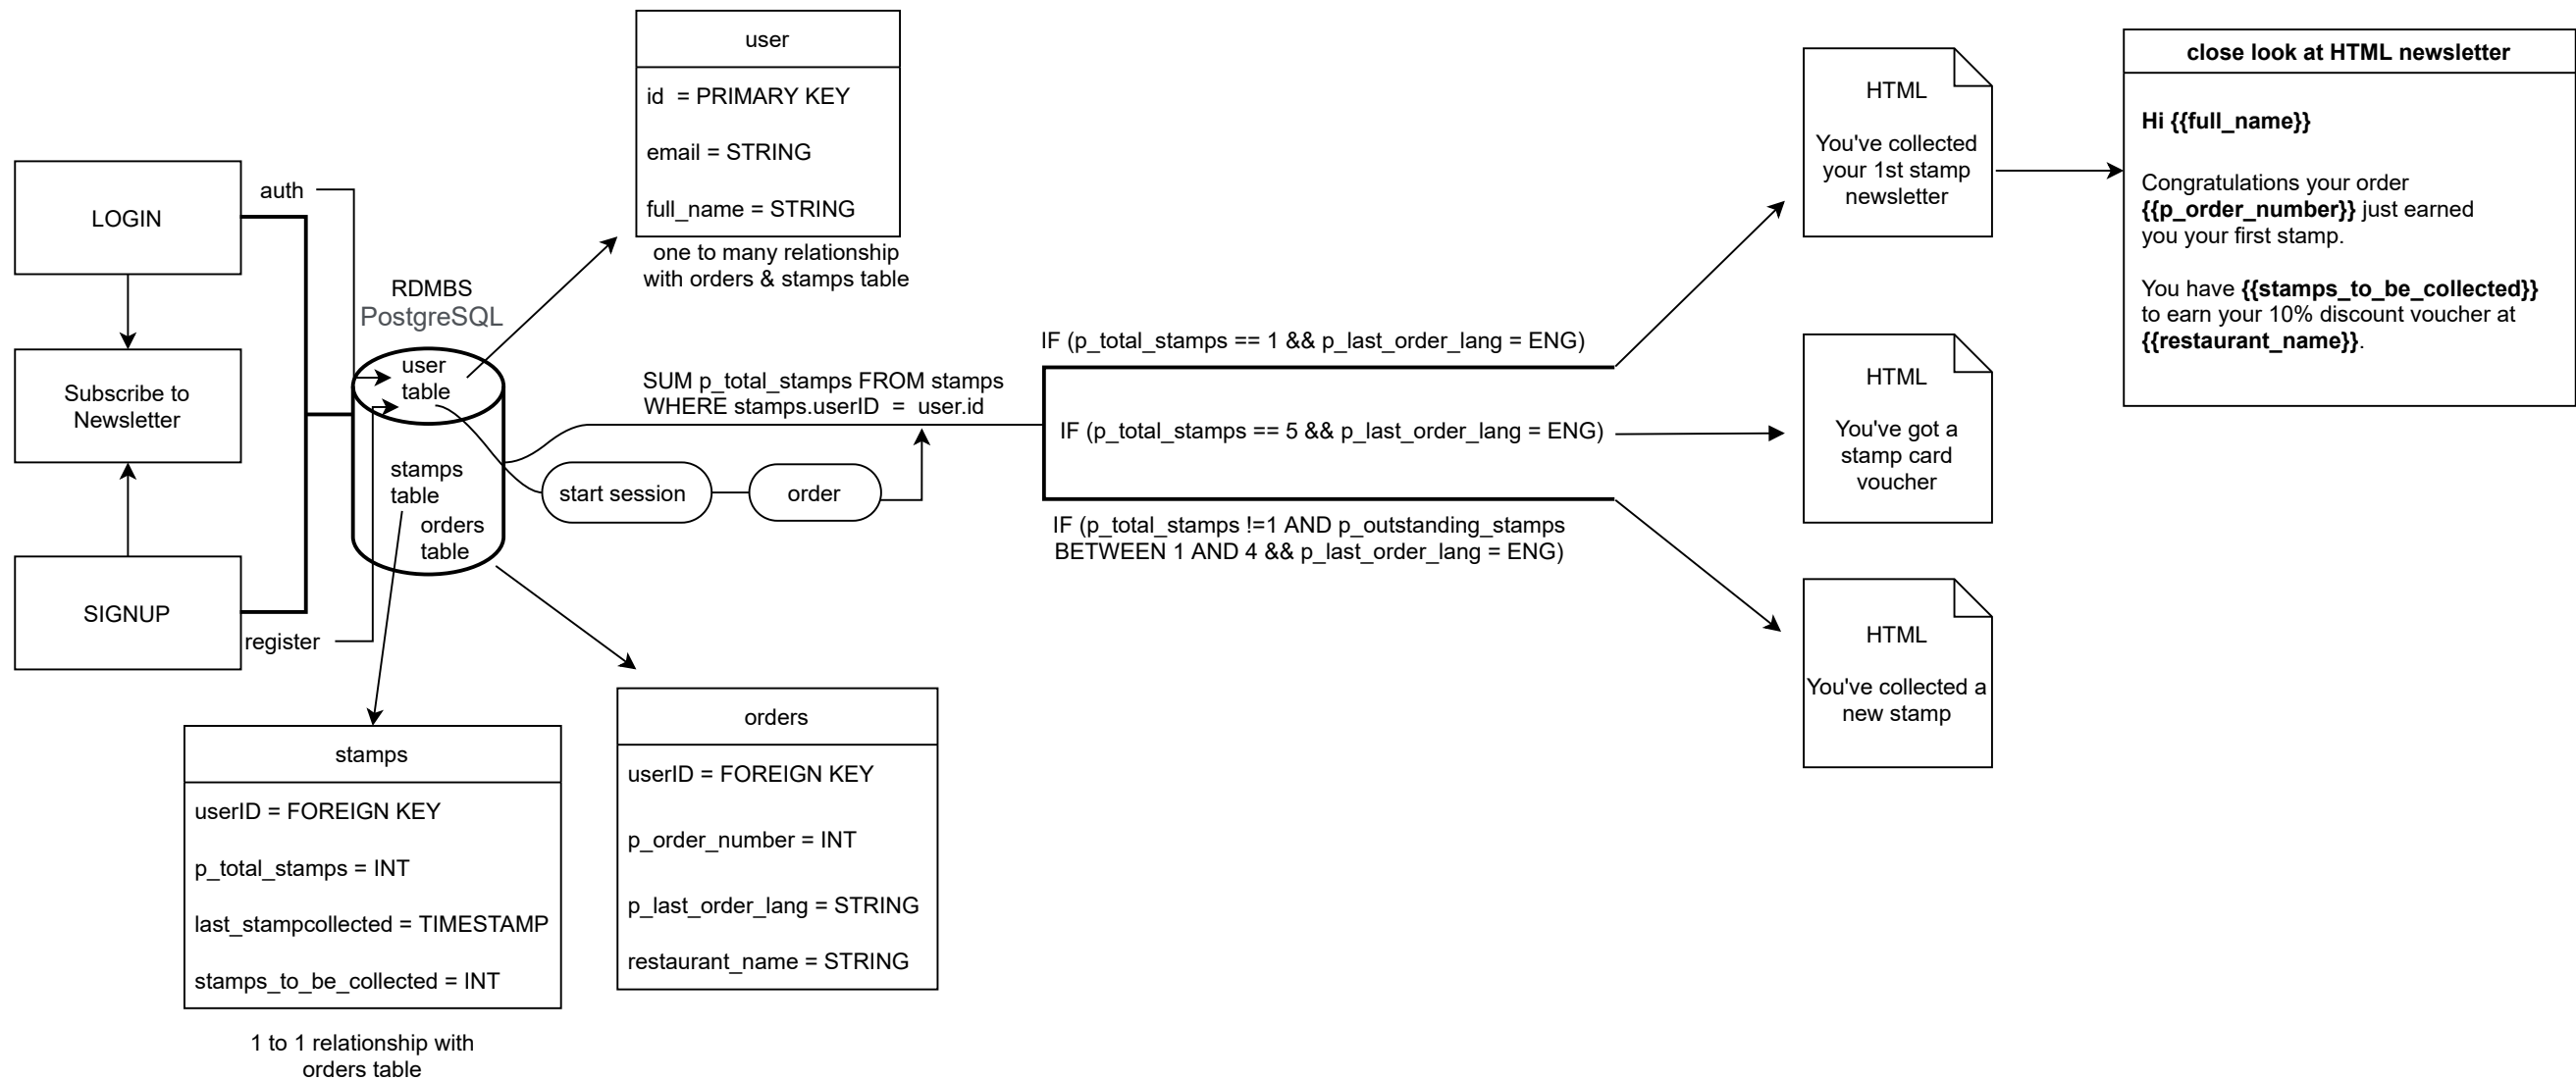 LOGIN
auth
Subscribe to
Newsletter
SIGNUP
register
RDMBS
PostgreSQL
user
table
stamps
table
orders
table
user
id  = PRIMARY KEY
email = STRING
full_name = STRING
one to many relationship
with orders & stamps table
SUM p_total_stamps FROM stamps
WHERE stamps.userID  =  user.id
start session
order
stamps
userID = FOREIGN KEY
p_total_stamps = INT
last_stampcollected = TIMESTAMP
stamps_to_be_collected = INT
1 to 1 relationship with
orders table
orders
userID = FOREIGN KEY
p_order_number = INT
p_last_order_lang = STRING
restaurant_name = STRING
IF (p_total_stamps == 1 && p_last_order_lang = ENG)
IF (p_total_stamps == 5 && p_last_order_lang = ENG)
IF (p_total_stamps !=1 AND p_outstanding_stamps
BETWEEN 1 AND 4 && p_last_order_lang = ENG)
HTML
You've collected
your 1st stamp
newsletter
HTML
You've got a
stamp card
voucher
HTML
You've collected a
new stamp
close look at HTML newsletter
Hi {{full_name}}
Congratulations your order
{{p_order_number}} just earned
you your first stamp.
You have {{stamps_to_be_collected}}
to earn your 10% discount voucher at
{{restaurant_name}}.